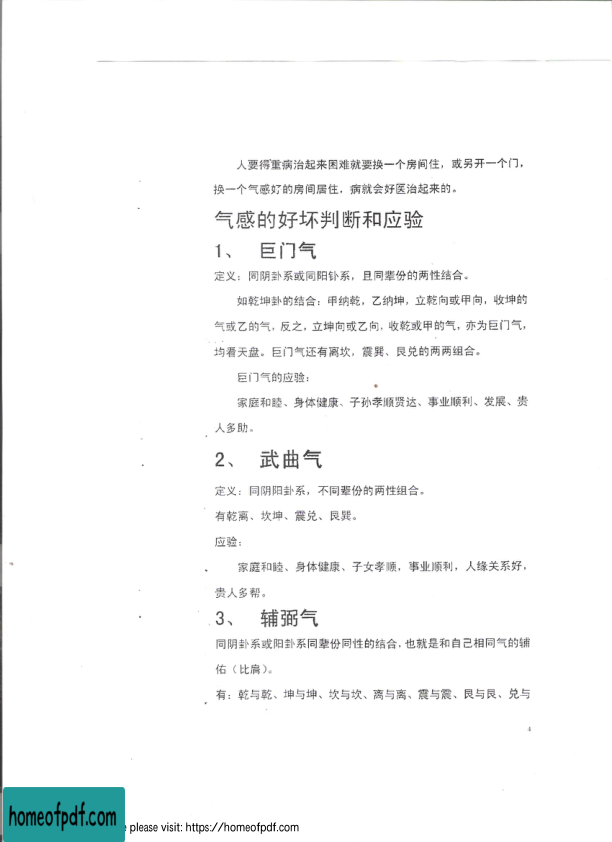 人要得重病治起来困难就要换一个房间住，或另开一个门，
换一个气感好的房间居住，病就会好医治起来的。
气感的好坏判断和应验
1、 巨门气
定义：同阴卦系或同阳卦系，且同辈份的两性结合。
如乾坤卦的结合：甲纳乾，乙纳坤，立乾向或甲向，收坤的
气或乙的气，反之，立坤向或乙向，收乾或甲的气，亦为巨门气，
均看天盘。巨门气还有离坎，震巽、艮兑的两两组合。
巨门气的应验：
家庭和睦、身体健康、子孙孝顺贤达、事业顺利、发展、贵
人多助。
2、 武曲气
定义：同阴阳卦系，不同辈份的两性组合。
有乾离、坎坤、震兑、艮巽。
应验：
家庭和睦、身体健康、子女孝顺，事业顺利，人缘关系好，
贵人多帮。
3、 辅弼气
同阴卦系或阳卦系同辈份同性的结合，也就是和自己相同气的辅
佑（比肩）。
有：乾与乾、坤与坤、坎与坎、离与离、震与震、艮与艮、兑与
4
homeofpdf.com
e please visit: https://homeofpdf.com